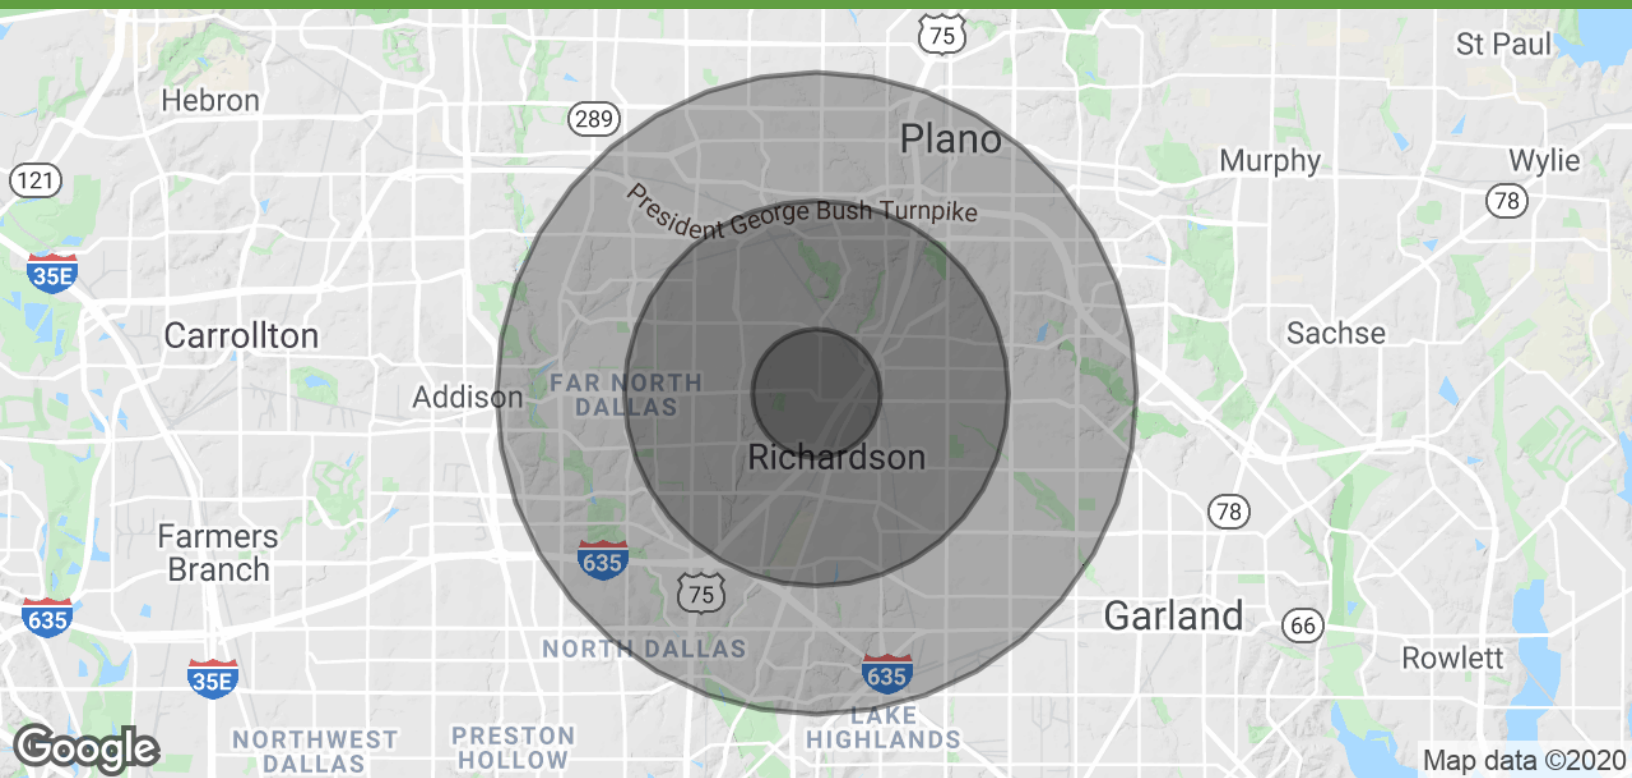 75
St Paul
Hebron
289
Plano
Murphy
Wylie
121
78
President George Bush Turnpike
35E
Carrollton
Sachse
Addison
FAR NORTH
DALLAS
Richardson
78
Farmers
Branch
635
75
635
Garland
66
NORTH DALLAS
Rowlett
35E
635
LAKE
HIGHLANDS
NORTHWEST
DALLAS
PRESTON
HOLLOW
Google
Map data ©2020